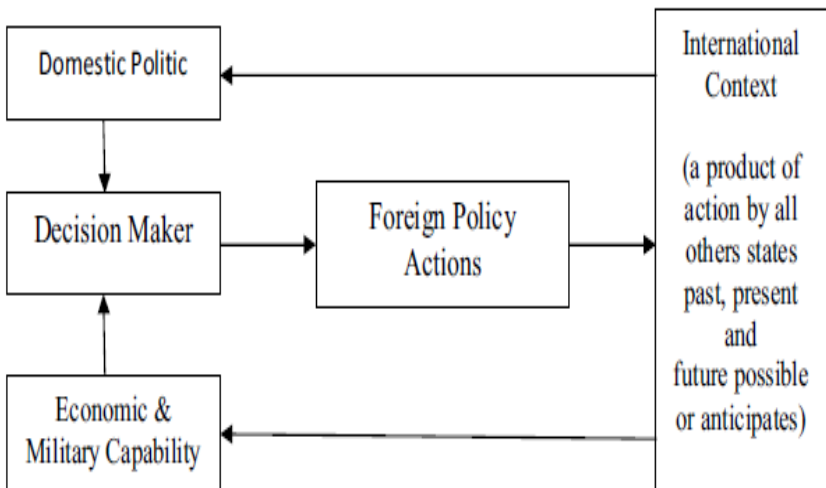 Domestic Politic
Decision Maker
Economic &
Military Capability
Foreign Policy
Actions
International
Context
(a product of
action by all
others states
past, present
and
future possible
or anticipates)